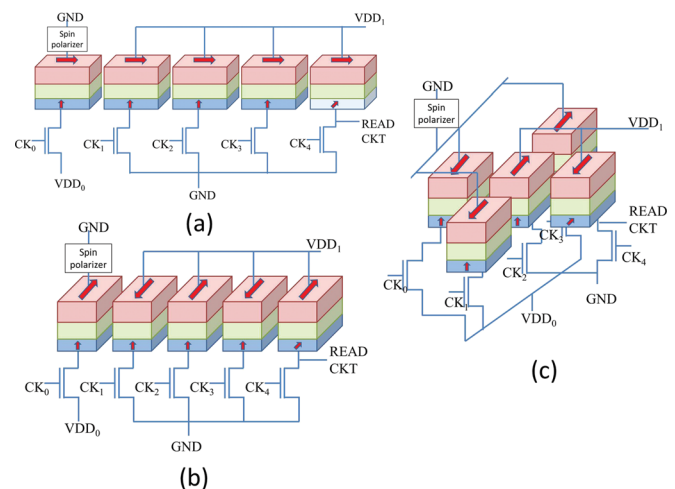 GND
Spin
polarizer
VDD1
CK0
CK1
CK2
CK3
CK4
READ
CKT
VDD0
GND
(a)
GND
Spin
polarizer
VDD1
CK0
CK1
CK2
CK3
CK4
READ
CKT
VDD0
GND
(b)
GND
Spin
polarizer
VDD1
READ
CKT
CK0
CK1
CK2
CK3
CK4
GND
VDD0
(c)